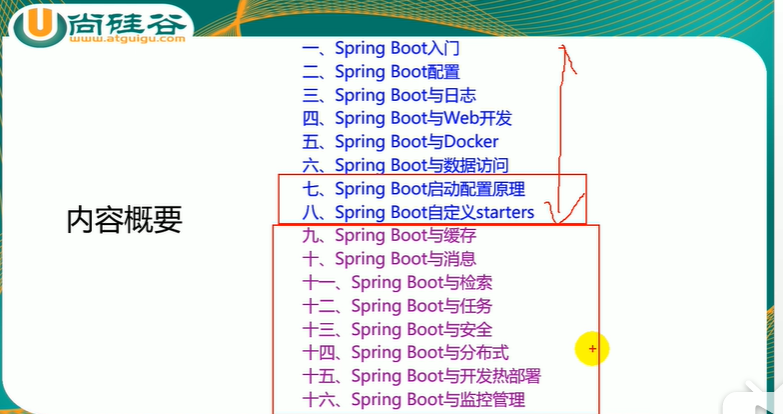 尚硅谷
www.atguigu.com
内容概要
一、Spring Boot入门
二、Spring Boot配置
三、Spring Boot与日志
四、Spring Boot与Web开发
五、Spring Boot与Docker
六、Spring Boot与数据访问
七、Spring Boot启动配置原理
八、Spring Boot自定义starters
九、Spring Boot与缓存
十、Spring Boot与消息
十一、Spring Boot与检索
十二、Spring Boot与任务
十三、Spring Boot与安全
十四、Spring Boot与分布式
十五、Spring Boot与开发热部署
十六、Spring Boot与监控管理